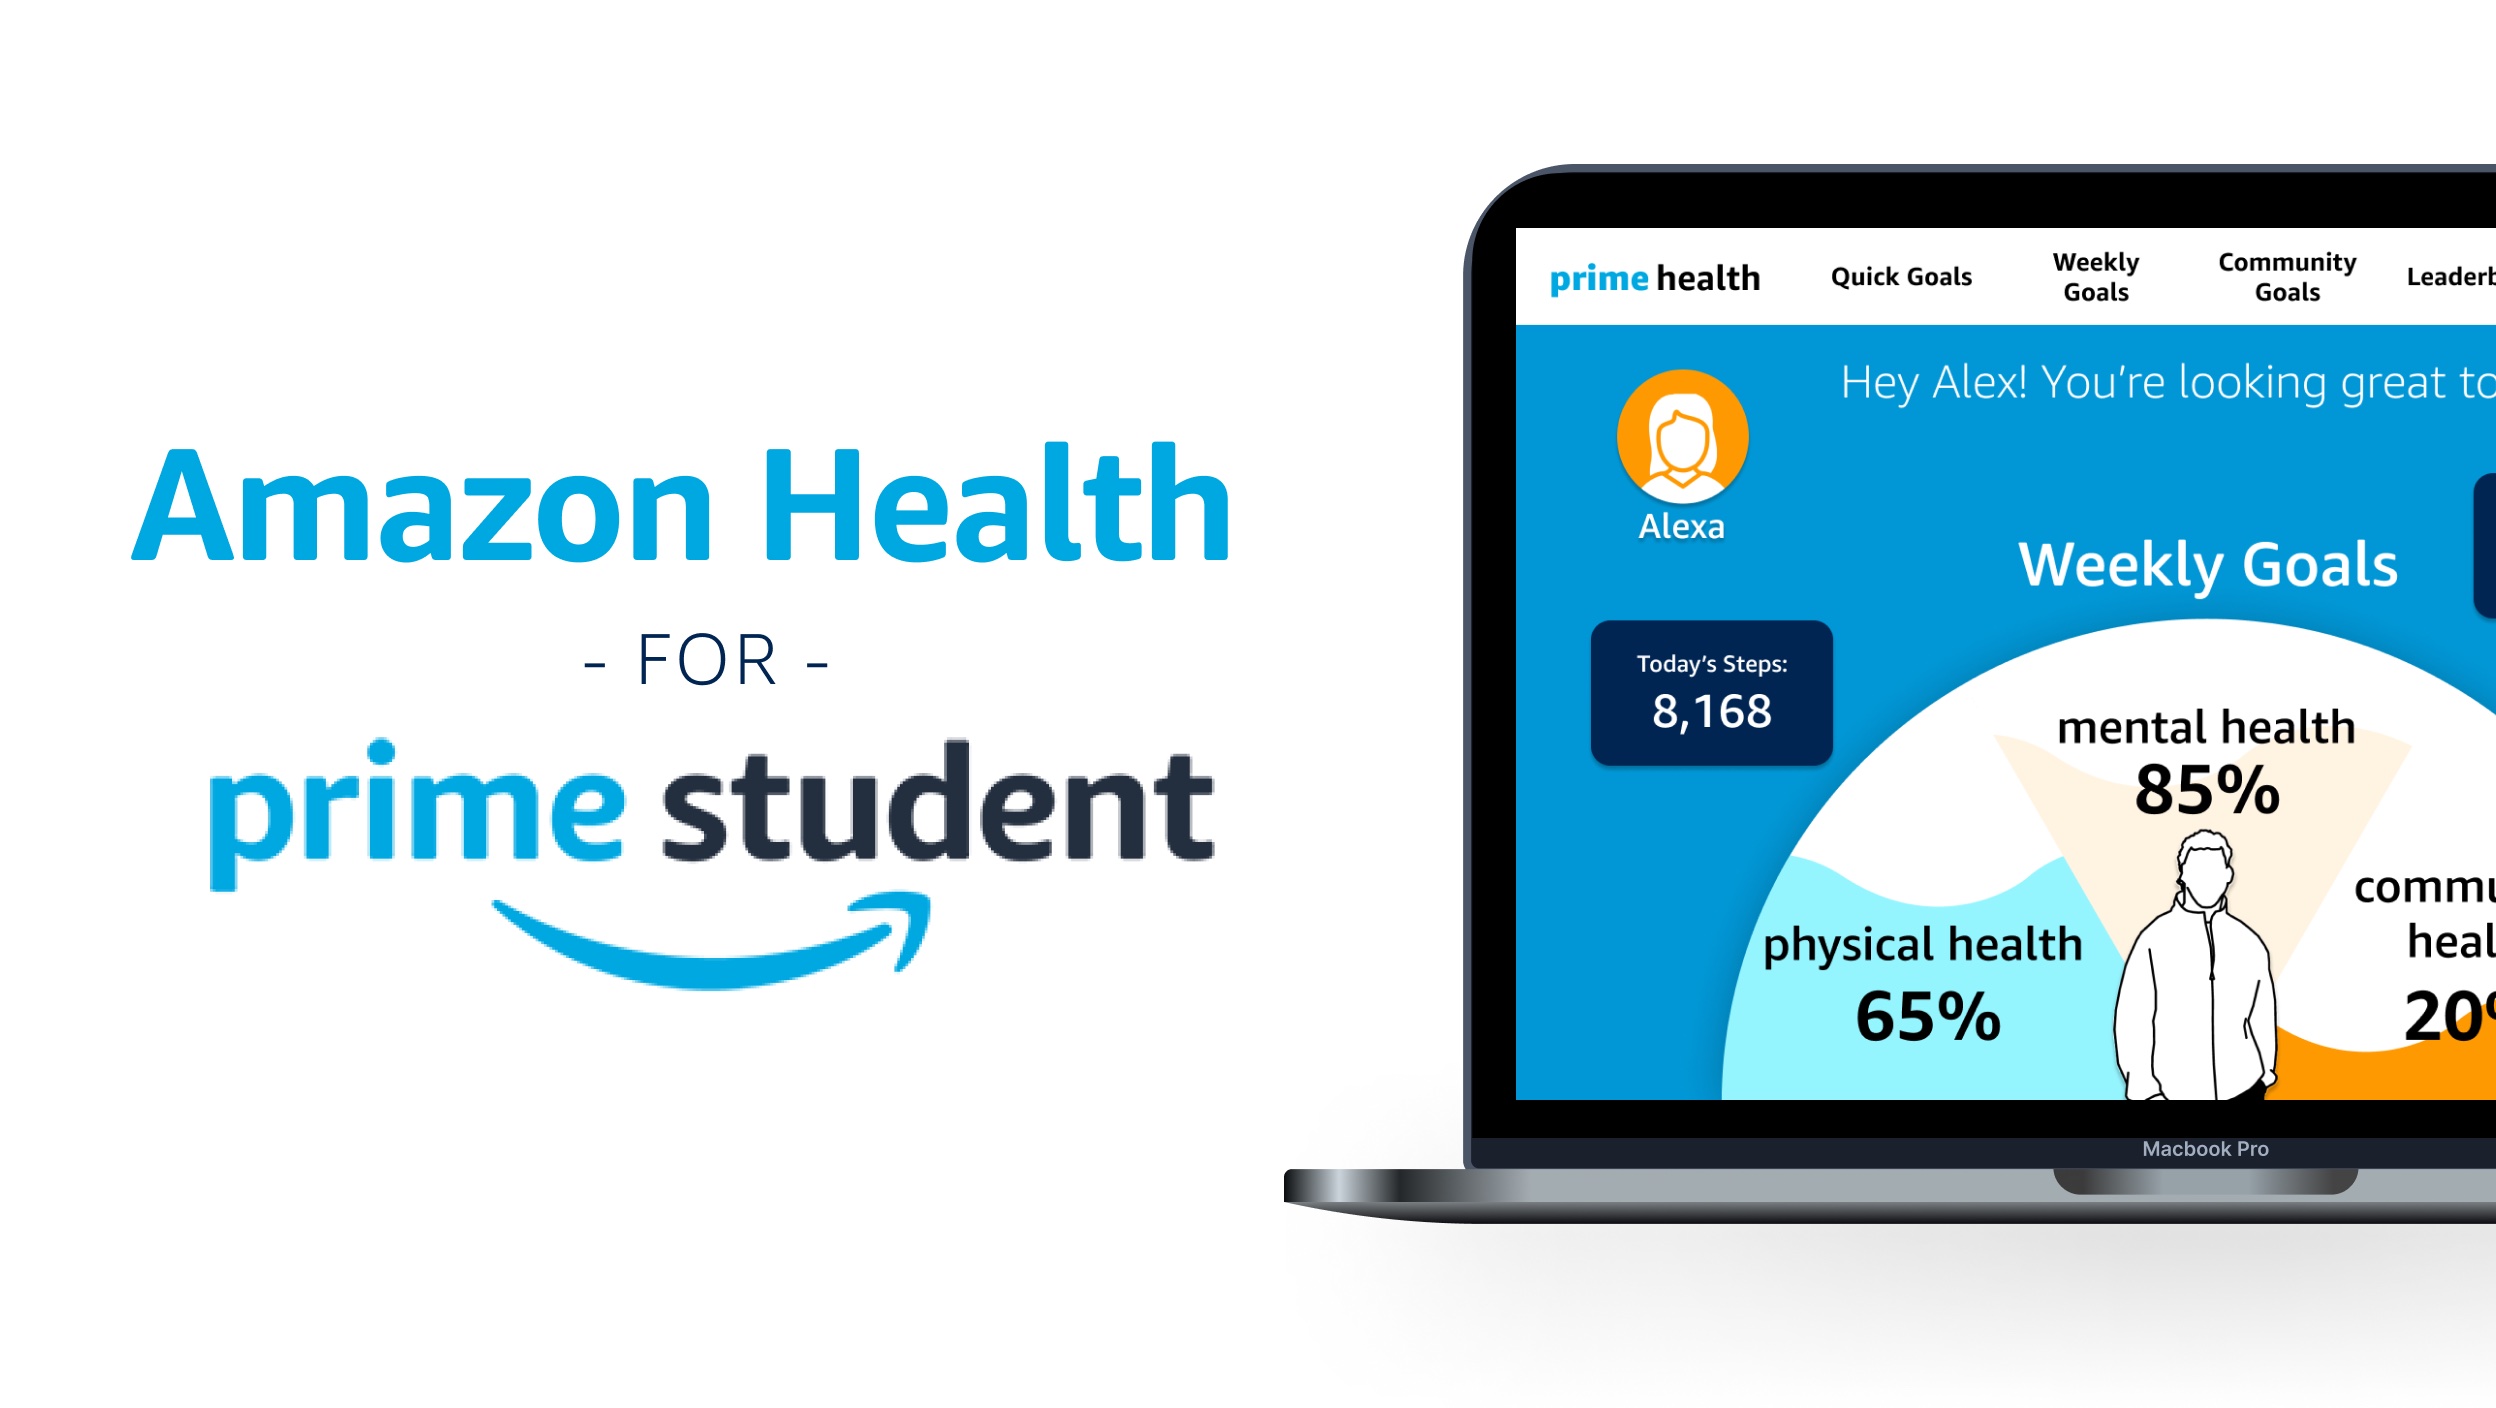 Amazon Health
- FOR -
prime student
prime health
Quick Goals
Weekly
Goals
Community
Goals
Hey Alex! You're looking great
Alexa
Weekly Goals
Today's Steps:
8,168
mental health
85%
physical health
65%
Macbook Pro